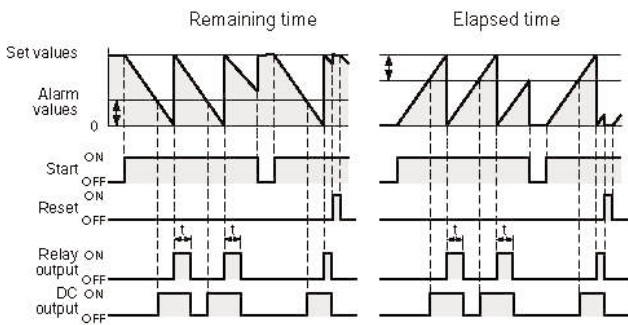 Remaining time
Elapsed time
Set values
Alarm
values
0
Start
ON
OFF
Reset
ON
OFF
t
t
t
t
Relay
output
ON
OFF
DC
output
ON
OFF